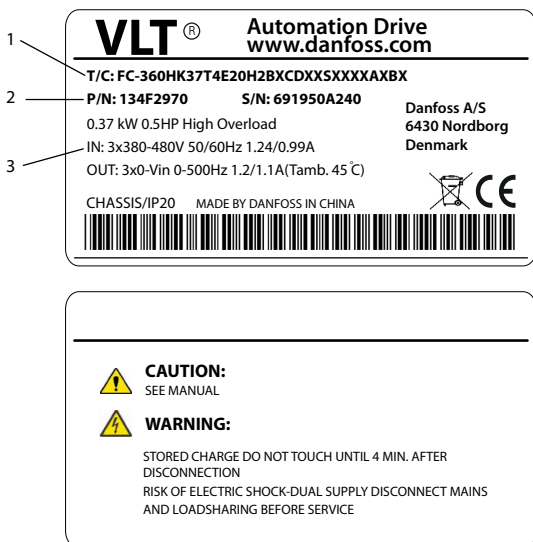 VLT ® Automation Drive
www.danfoss.com
1
T/C: FC-360HK37T4E20H2BXCDXXSXXXXAXBX
2
P/N: 134F2970 S/N: 691950A240
0.37 kW 0.5HP High Overload
3
IN: 3x380-480V 50/60Hz 1.24/0.99A
OUT: 3x0-Vin 0-500Hz 1.2/1.1A(Tamb. 45°C)
Danfoss A/S
6430 Nordborg
Denmark
CHASSIS/IP20 MADE BY DANFOSS IN CHINA
CE
CAUTION:
SEE MANUAL
WARNING:
STORED CHARGE DO NOT TOUCH UNTIL 4 MIN. AFTER
DISCONNECTION
RISK OF ELECTRIC SHOCK-DUAL SUPPLY DISCONNECT MAINS
AND LOADSHARING BEFORE SERVICE